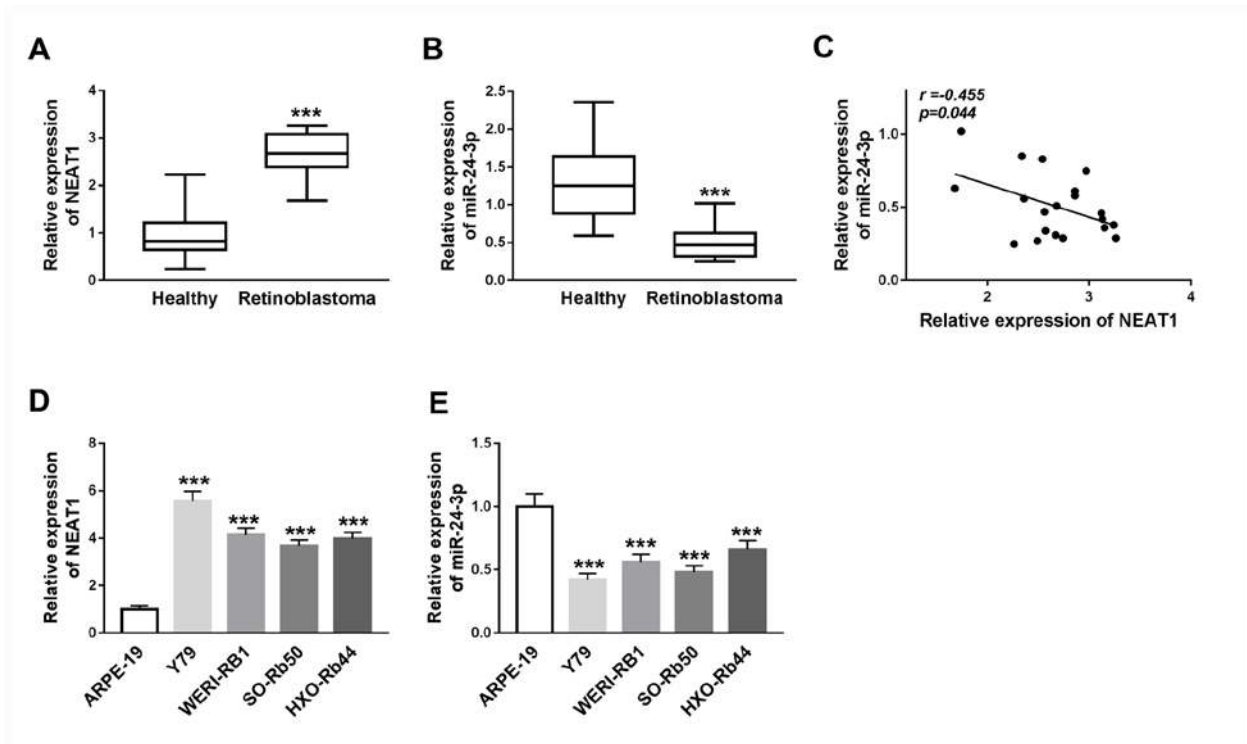 A
Relative expression
of NEAT1
4
3
2
1
0
***
Healthy
Retinoblastoma
B
Relative expression
of miR-24-3p
2.5
2.0
1.5
1.0
0.5
0.0
***
Healthy
Retinoblastoma
C
Relative expression
of miR-24-3p
r =-0.455
p=0.044
1.0
0.5
0.0
2
3
4
Relative expression of NEAT1
D
Relative expression
of NEAT1
8
6
4
2
0
***
***
***
***
ARPE-19
Y79
WERI-RB1
SO-Rb50
HXO-Rb44
E
Relative expression
of miR-24-3p
1.5
1.0
0.5
0.0
***
***
***
***
ARPE-19
Y79
WERI-RB1
SO-Rb50
HXO-Rb44